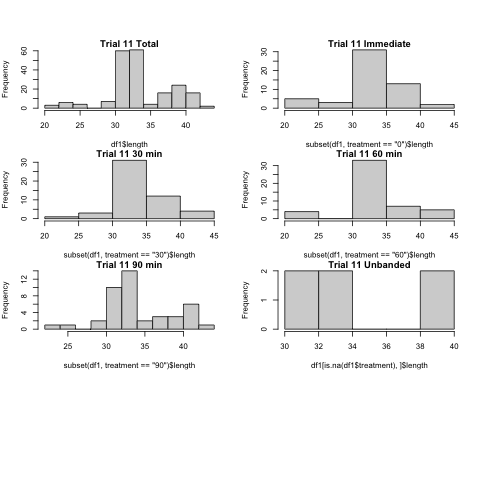 Trial 11 Total
Frequency
0 20 40 60
20 25 30 35 40
df1$length
Trial 11 Immediate
Frequency
0 10 20 30
20 25 30 35 40 45
subset(df1, treatment == "0")$length
Trial 11 30 min
Frequency
0 10 20 30
20 25 30 35 40 45
subset(df1, treatment == "30")$length
Trial 11 60 min
Frequency
0 10 20 30
20 25 30 35 40 45
subset(df1, treatment == "60")$length
Trial 11 90 min
Frequency
0 4 8 12
25 30 35 40
subset(df1, treatment == "90")$length
Trial 11 Unbanded
Frequency
0 1 2
30 32 34 36 38 40
df1[is.na(df1$treatment), ]$length